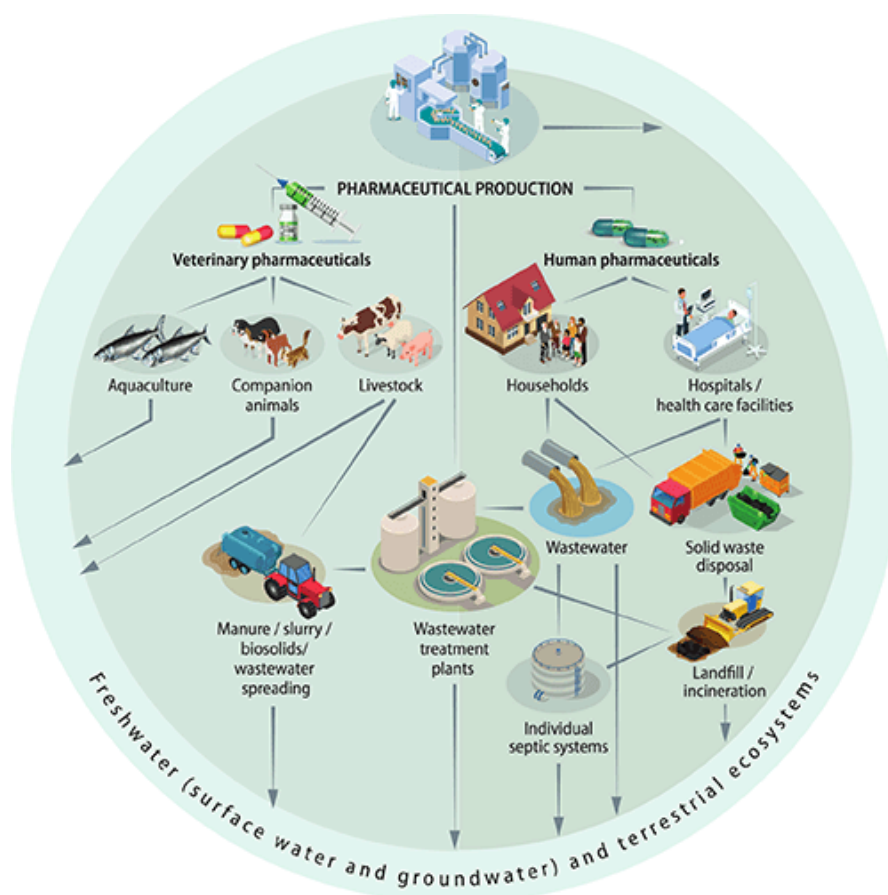 PHARMACEUTICAL PRODUCTION
Veterinary pharmaceuticals
Human pharmaceuticals
Aquaculture
Companion
animals
Livestock
Households
Hospitals /
health care facilities
Wastewater
Solid waste
disposal
Manure / slurry /
biosolids/
wastewater
spreading
Wastewater
treatment
plants
Landfill /
incineration
Individual
septic systems
Freshwater (surface water and groundwater) and terrestrial ecosystems